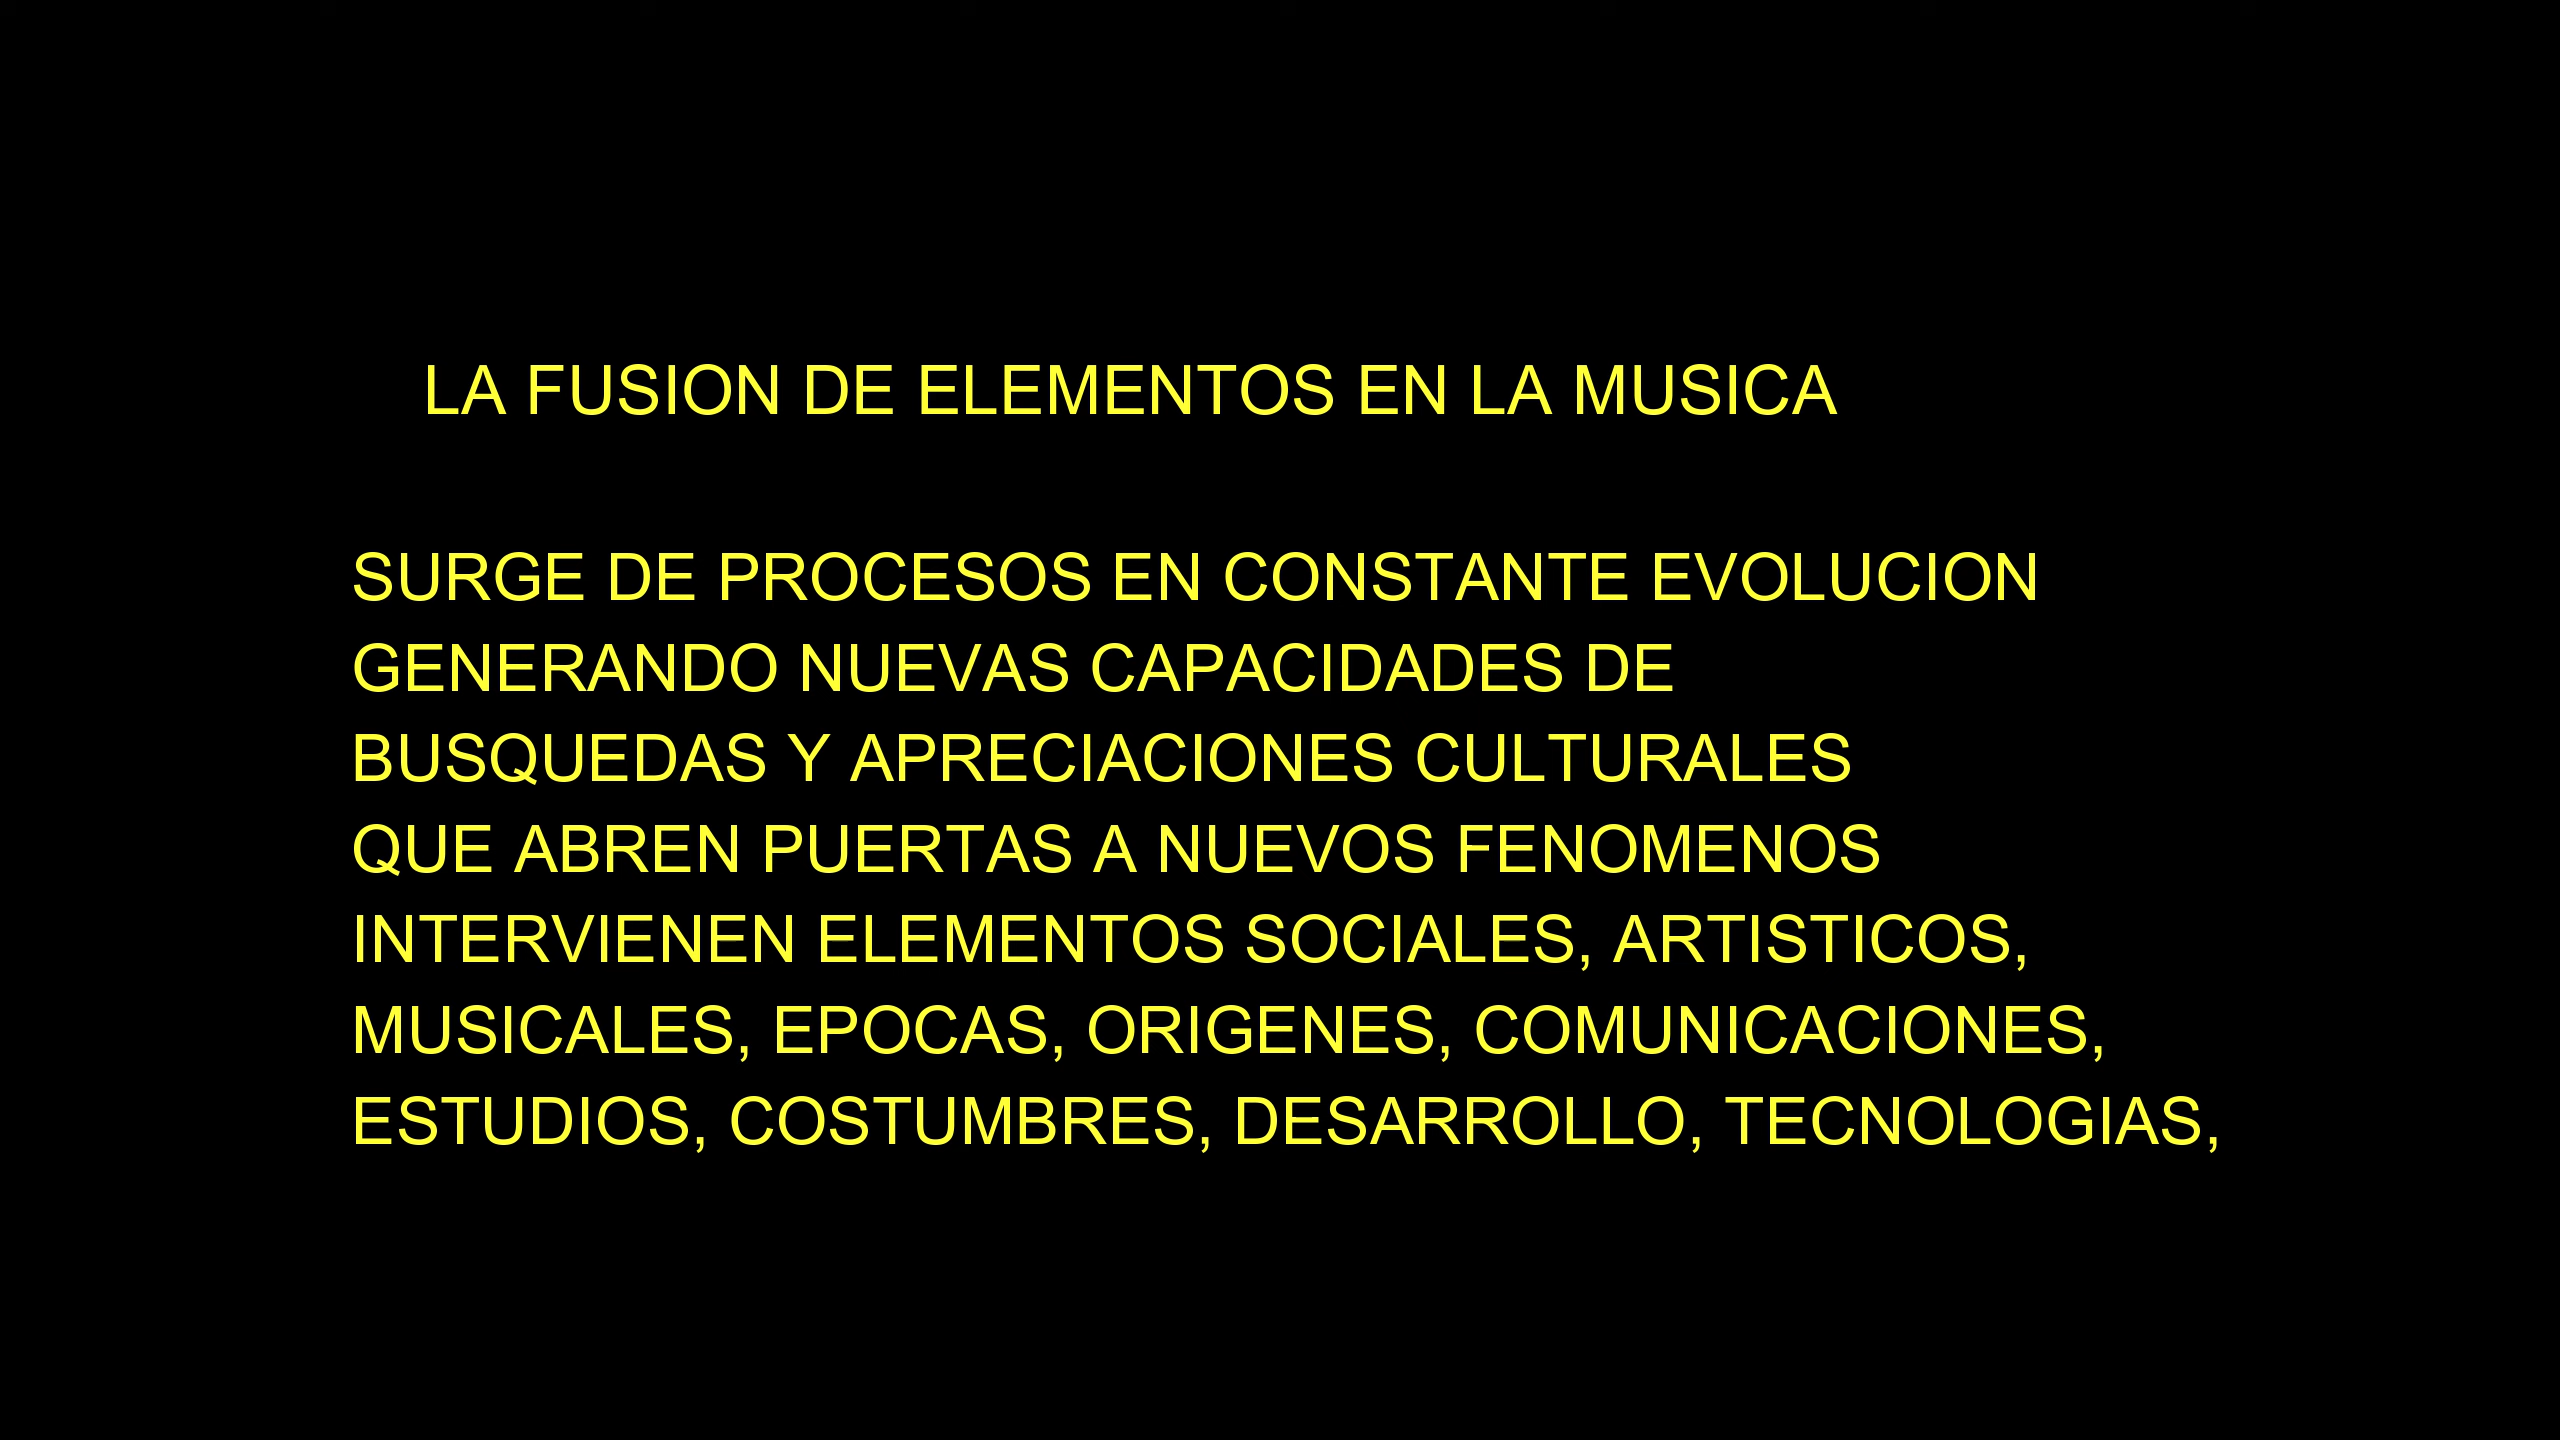 LA FUSION DE ELEMENTOS EN LA MUSICA
SURGE DE PROCESOS EN CONSTANTE EVOLUCION
GENERANDO NUEVAS CAPACIDADES DE
BUSQUEDAS Y APRECIACIONES CULTURALES
QUE ABREN PUERTAS A NUEVOS FENOMENOS
INTERVIENEN ELEMENTOS SOCIALES, ARTISTICOS,
MUSICALES, EPOCAS, ORIGENES, COMUNICACIONES,
ESTUDIOS, COSTUMBRES, DESARROLLO, TECNOLOGIAS,